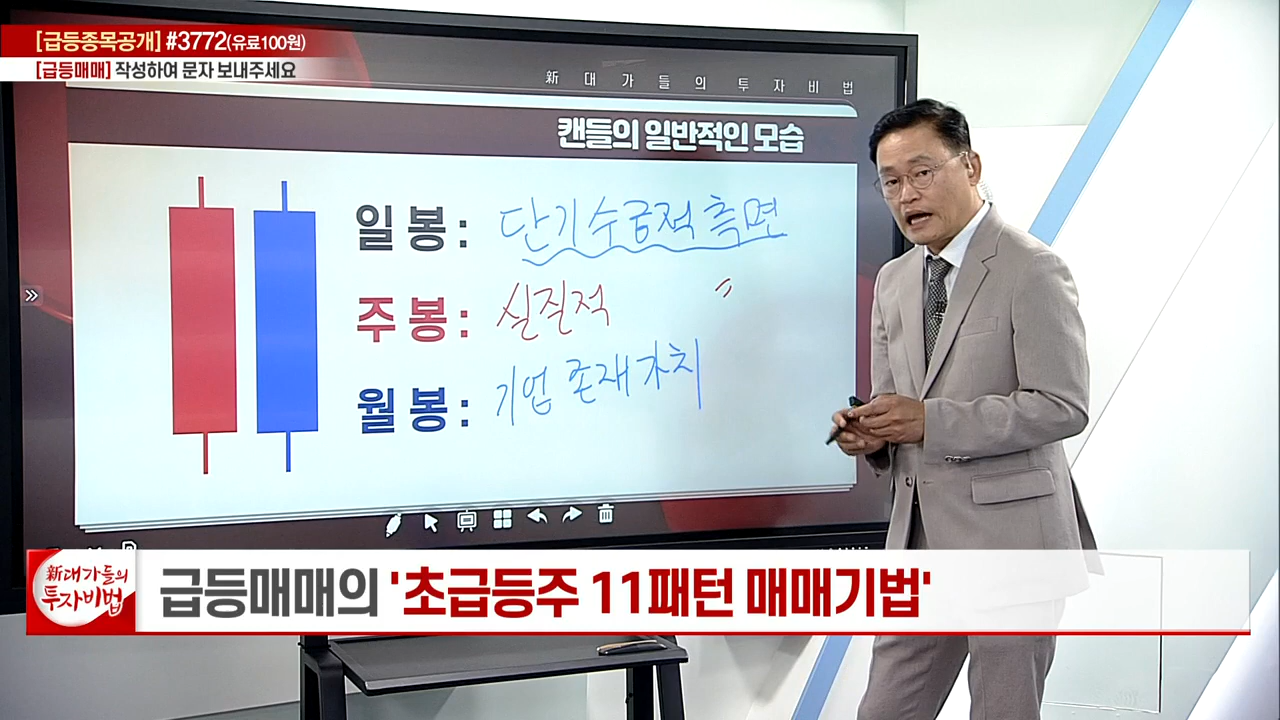 [급등종목공개] #3772(유료100원)
[급등매매] 작성하여 문자 보내주세요
新 대가들의 투자비법
캔들의 일반적인 모습
일봉: 단기 수급적 측면
주봉: 실질적 〃
월봉: 기업 존재가치
新대가들의
투자비법
급등매매의 '초급등주 11패턴 매매기법'